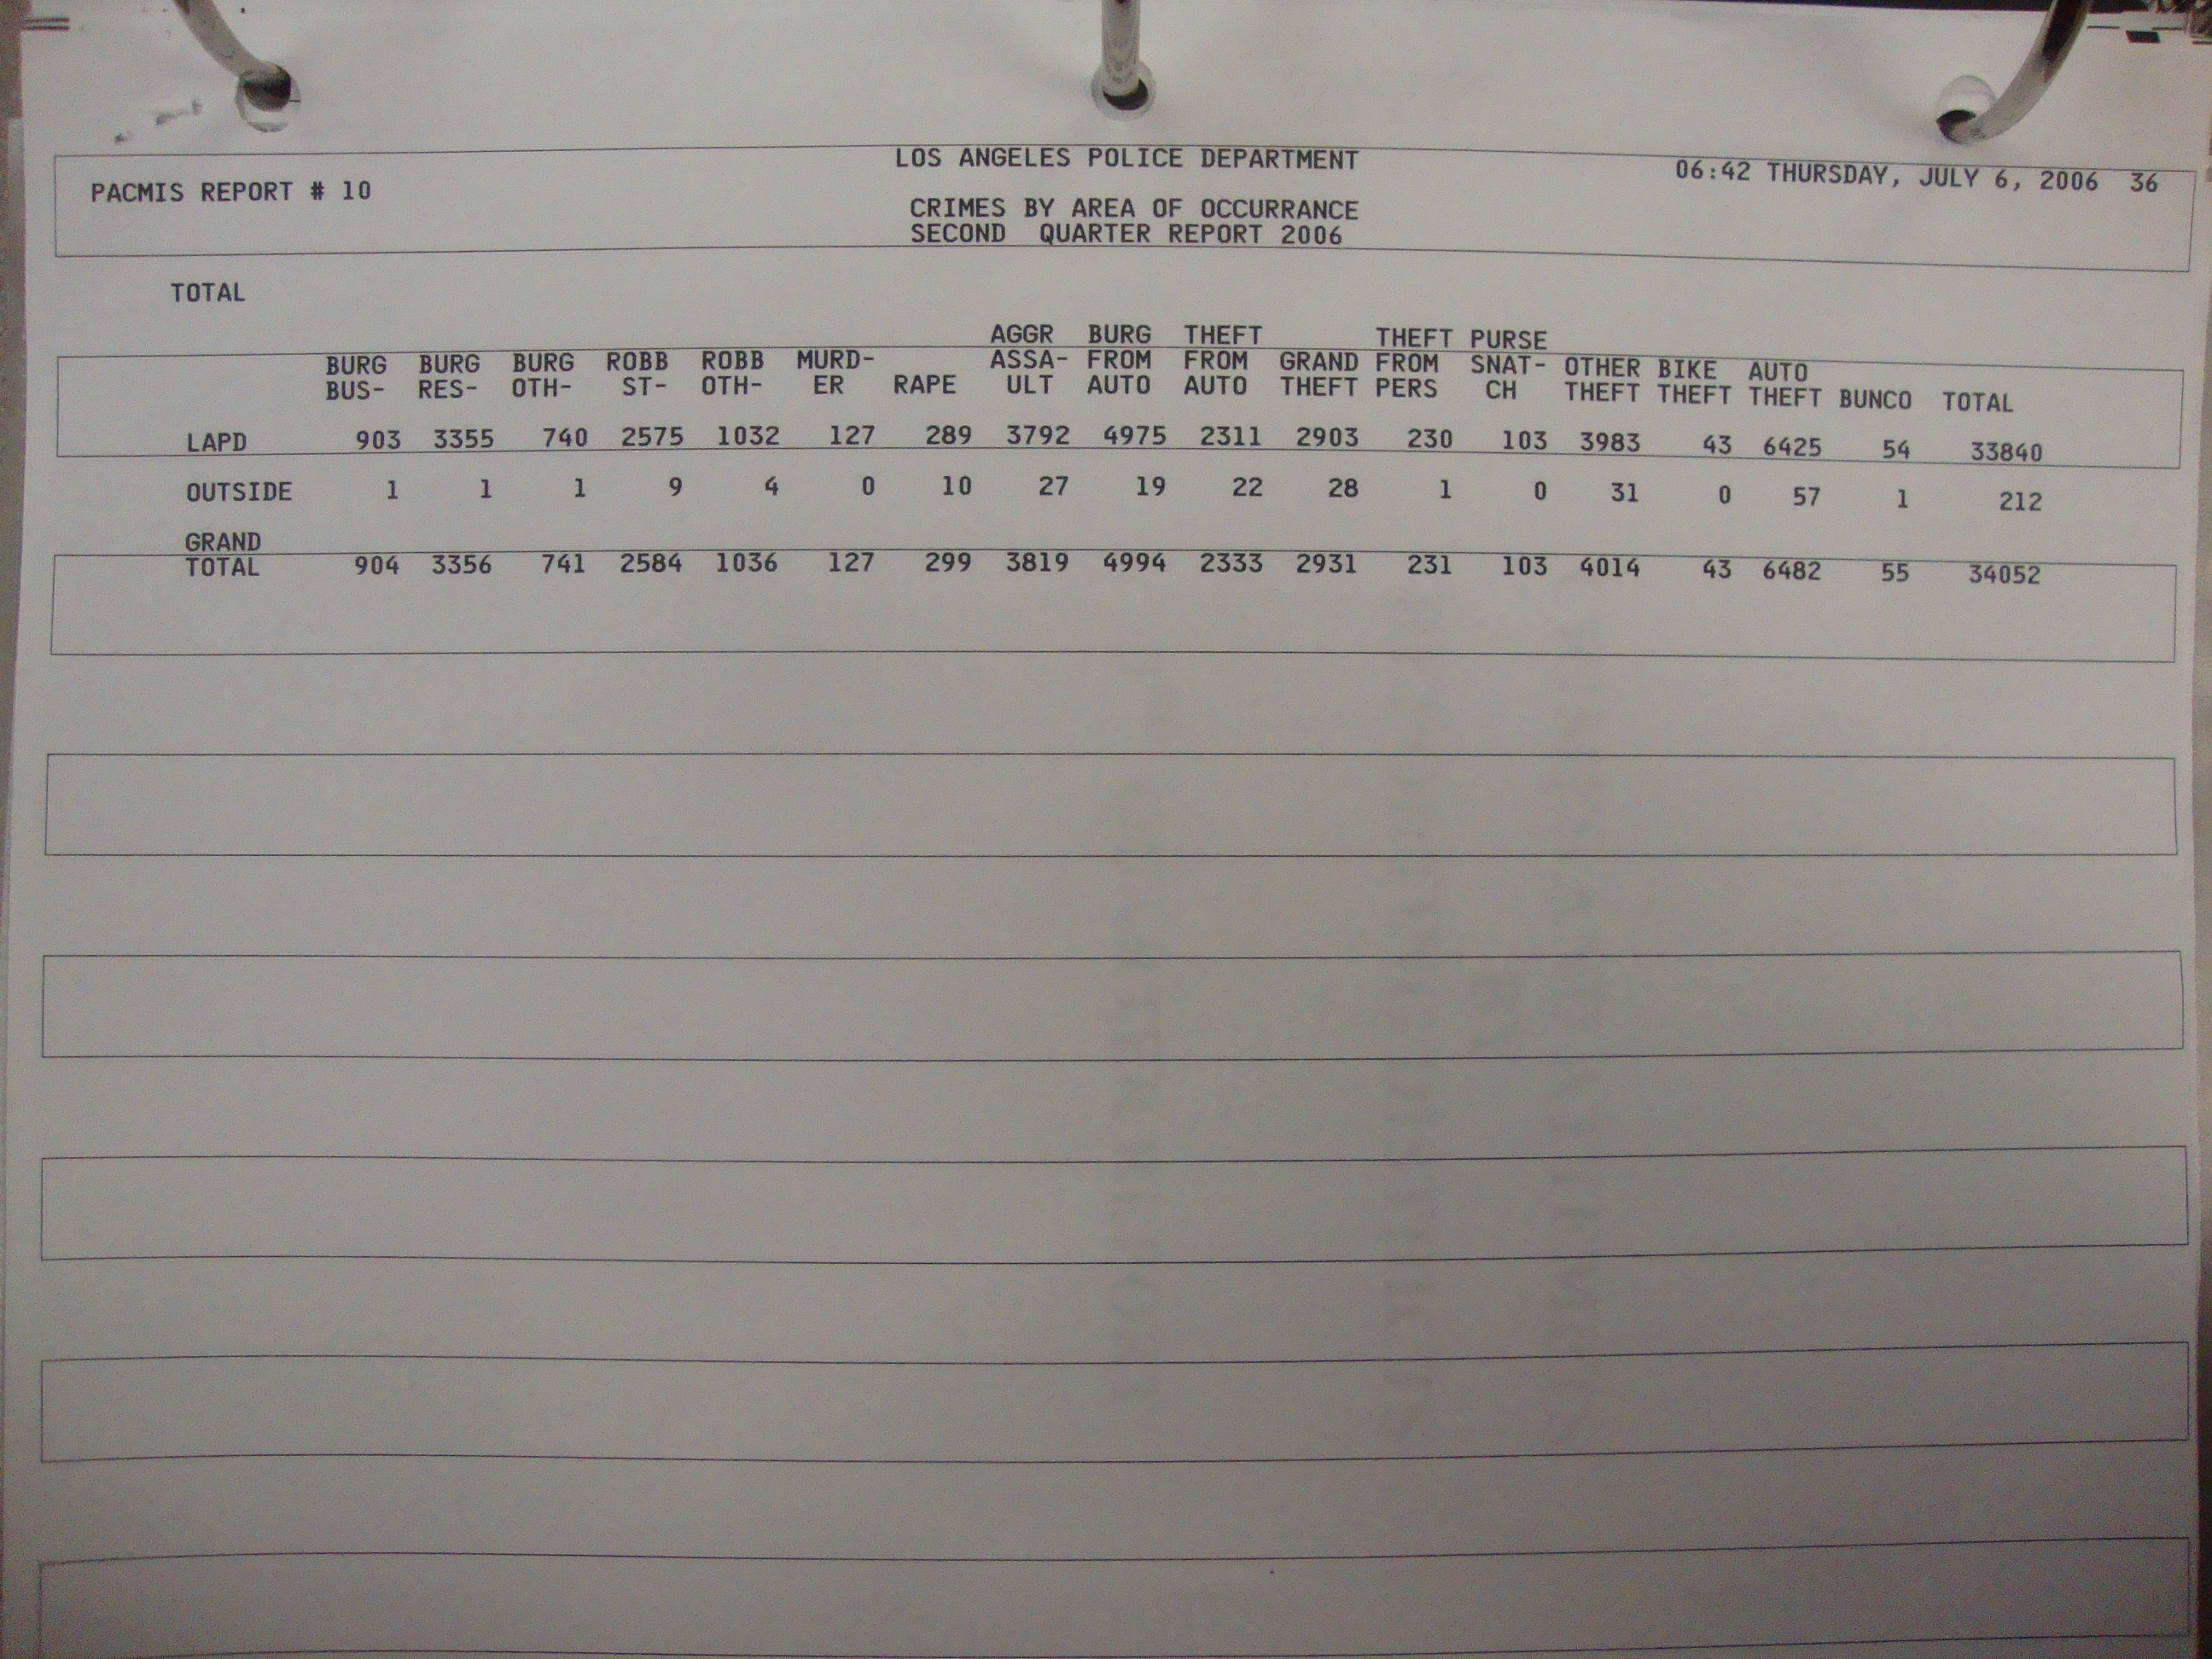 LOS ANGELES POLICE DEPARTMENT
06:42 THURSDAY, JULY 6, 2006 36
PACMIS REPORT # 10
CRIMES BY AREA OF OCCURRANCE
SECOND QUARTER REPORT 2006
TOTAL
AGGR BURG THEFT THEFT PURSE
BURG BURG BURG ROBB ROBB MURD- ASSA- FROM FROM GRAND FROM SNAT- OTHER BIKE AUTO
BUS- RES- OTH- ST- OTH- ER RAPE ULT AUTO AUTO THEFT PERS CH THEFT THEFT THEFT BUNCO TOTAL
LAPD 903 3355 740 2575 1032 127 289 3792 4975 2311 2903 230 103 3983 43 6425 54 33840
OUTSIDE 1 1 1 9 4 0 10 27 19 22 28 1 0 31 0 57 1 212
GRAND
TOTAL 904 3356 741 2584 1036 127 299 3819 4994 2333 2931 231 103 4014 43 6482 55 34052